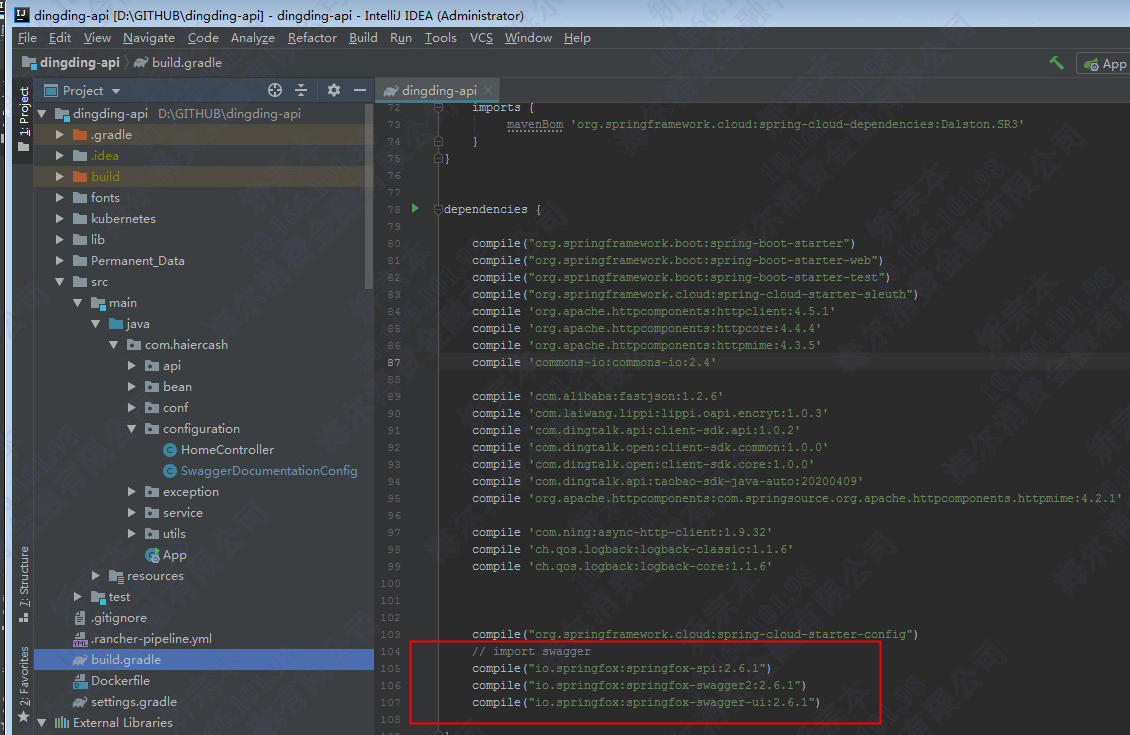 dingding-api [D:\GITHUB\dingding-api] - dingding-api - IntelliJ IDEA (Administrator)
File Edit View Navigate Code Analyze Refactor Build Run Tools VCS Window Help
dingding-api build.gradle App
1: Project
7: Structure
2: Favorites
Project
dingding-api D:\GITHUB\dingding-api
.gradle
.idea
build
fonts
kubernetes
lib
Permanent_Data
src
main
java
com.haiercash
api
bean
conf
configuration
HomeController
SwaggerDocumentationConfig
exception
service
utils
App
resources
test
.gitignore
.rancher-pipeline.yml
build.gradle
Dockerfile
settings.gradle
External Libraries
dingding-api
72 imports {
73 mavenBom 'org.springframework.cloud:spring-cloud-dependencies:Dalston.SR3'
74 }
75 }
76
77
78 dependencies {
79
80 compile("org.springframework.boot:spring-boot-starter")
81 compile("org.springframework.boot:spring-boot-starter-web")
82 compile("org.springframework.boot:spring-boot-starter-test")
83 compile("org.springframework.cloud:spring-cloud-starter-sleuth")
84 compile 'org.apache.httpcomponents:httpclient:4.5.1'
85 compile 'org.apache.httpcomponents:httpcore:4.4.4'
86 compile 'org.apache.httpcomponents:httpmime:4.3.5'
87 compile 'commons-io:commons-io:2.4'
88
89 compile 'com.alibaba:fastjson:1.2.6'
90 compile 'com.laiwang.lippi:lippi.oapi.encryt:1.0.3'
91 compile 'com.dingtalk.api:client-sdk.api:1.0.2'
92 compile 'com.dingtalk.open:client-sdk.common:1.0.0'
93 compile 'com.dingtalk.open:client-sdk.core:1.0.0'
94 compile 'com.dingtalk.api:taobao-sdk-java-auto:20200409'
95 compile 'org.apache.httpcomponents:com.springsource.org.apache.httpcomponents.httpmime:4.2.1'
96
97 compile 'com.ning:async-http-client:1.9.32'
98 compile 'ch.qos.logback:logback-classic:1.1.6'
99 compile 'ch.qos.logback:logback-core:1.1.6'
100
101
102
103 compile("org.springframework.cloud:spring-cloud-starter-config")
104 // import swagger
105 compile("io.springfox:springfox-spi:2.6.1")
106 compile("io.springfox:springfox-swagger2:2.6.1")
107 compile("io.springfox:springfox-swagger-ui:2.6.1")
108